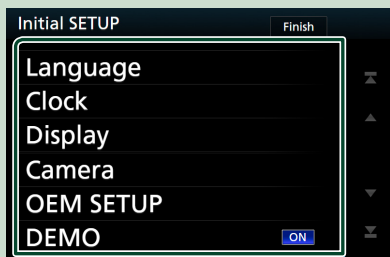 Initial SETUP
Finish
Language
Clock
Display
Camera
OEM SETUP
DEMO
ON